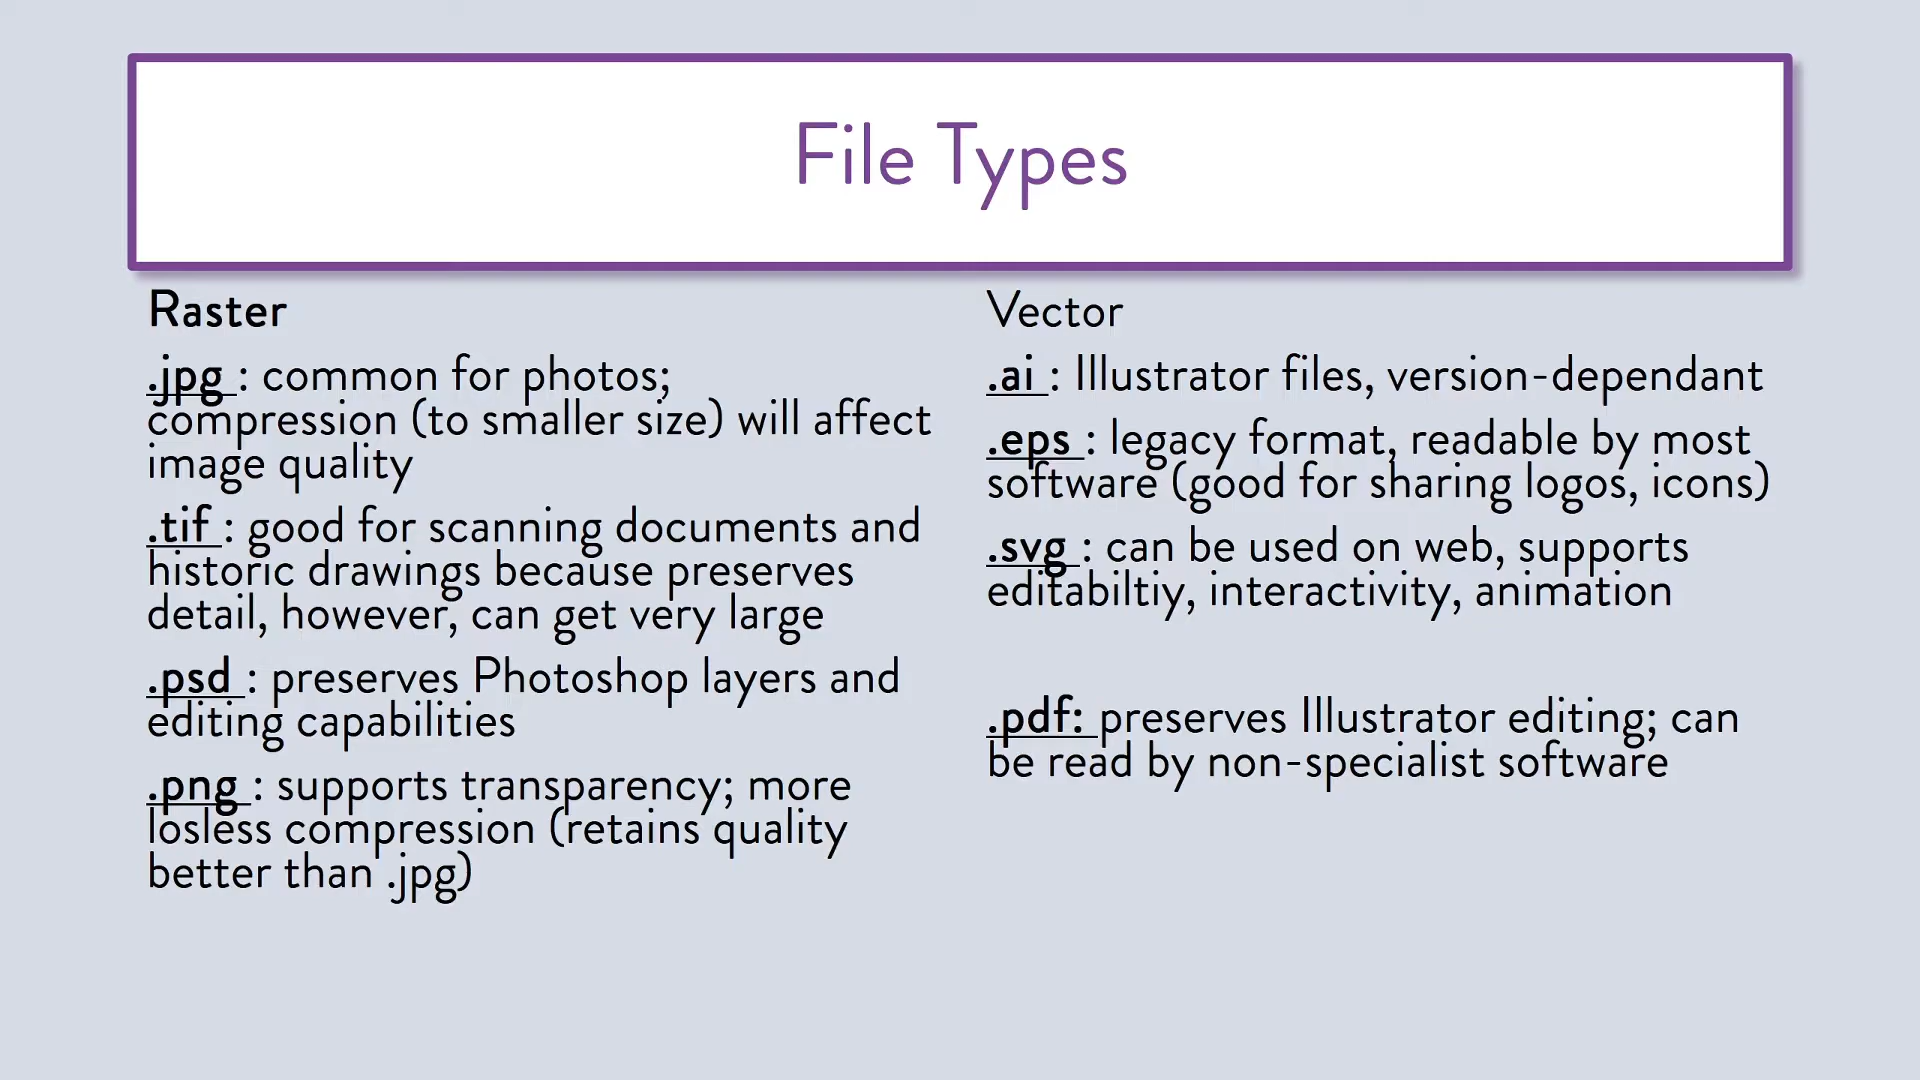 File Types
Raster
.jpg : common for photos;
compression (to smaller size) will affect
image quality
.tif : good for scanning documents and
historic drawings because preserves
detail, however, can get very large
.psd : preserves Photoshop layers and
editing capabilities
.png : supports transparency; more
losless compression (retains quality
better than .jpg)
Vector
.ai : Illustrator files, version-dependant
.eps : legacy format, readable by most
software (good for sharing logos, icons)
.svg : can be used on web, supports
editabiltiy, interactivity, animation
.pdf: preserves Illustrator editing; can
be read by non-specialist software